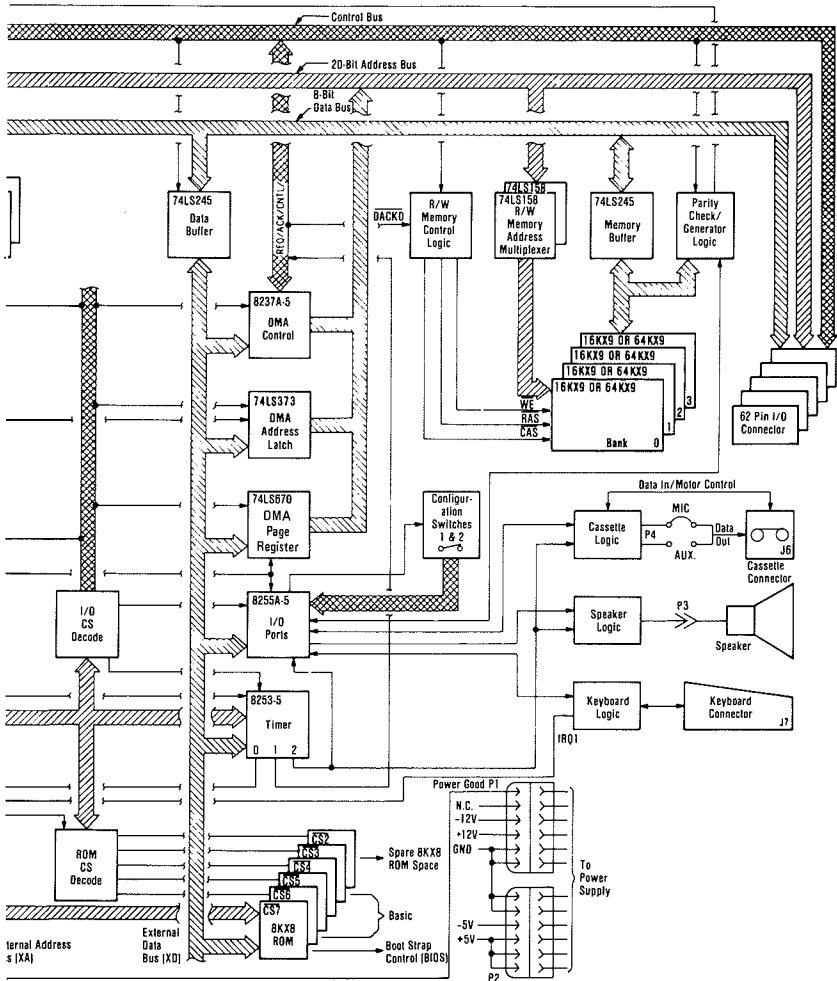 Control Bus
20-Bit Address Bus
8-Bit
Data Bus
74LS245
Data
Buffer
REQ/ACK/CNTL/
DACKO
R/W
Memory
Control
Logic
74LS158
74LS158
R/W
Memory
Address
Multiplexer
74LS245
Memory
Buffer
Parity
Check/
Generator
Logic
8237A-5
DMA
Control
16KX9 OR 64KX9
16KX9 OR 64KX9
16KX9 OR 64KX9
16KX9 OR 64KX9
3
2
1
0
Bank
WE
RAS
CAS
62 Pin I/O
Connector
74LS373
DMA
Address
Latch
74LS670
DMA
Page
Register
Configur-
ation
Switches
1 & 2
Data In/Motor Control
Cassette
Logic
P4
MIC
AUX.
Data
Out
J6
Cassette
Connector
I/O
CS
Decode
8255A-5
I/O
Ports
Speaker
Logic
P3
Speaker
8253-5
Timer
0 1 2
Keyboard
Logic
IRQ1
Keyboard
Connector
J7
Power Good P1
N.C.
-12V
+12V
GND
-5V
+5V
P2
To
Power
Supply
ROM
CS
Decode
CS2
CS3
CS4
CS5
CS6
CS7
8KX8
ROM
Spare 8KX8
ROM Space
Basic
Boot Strap
Control (BIOS)
ternal Address
s (XA)
External
Data
Bus (XD)